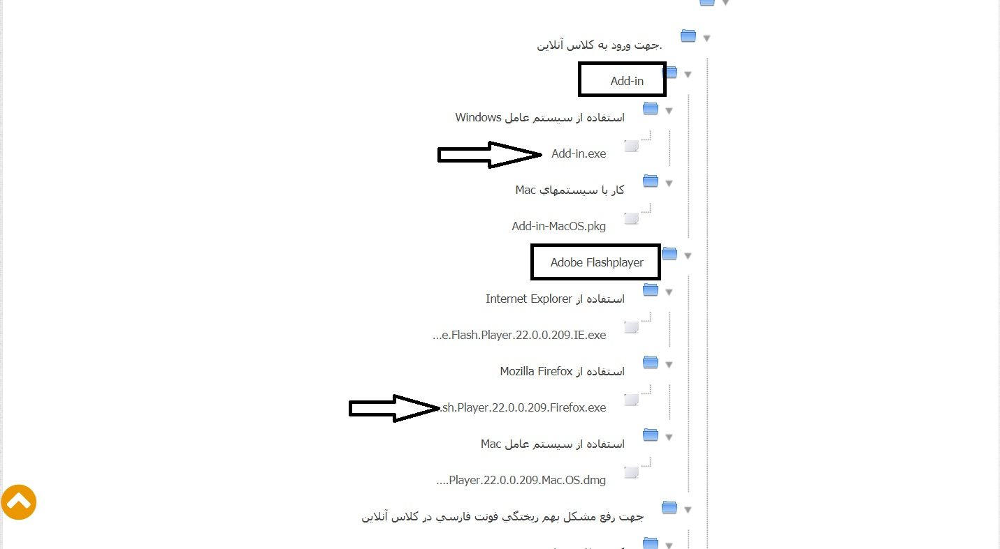 جهت ورود به کلاس آنلاین.
Add-in
استفاده از سیستم عامل Windows
Add-in.exe
کار با سیستمهاي Mac
Add-in-MacOS.pkg
Adobe Flashplayer
استفاده از Internet Explorer
...e.Flash.Player.22.0.0.209.IE.exe
استفاده از Mozilla Firefox
.sh.Player.22.0.0.209.Firefox.exe
استفاده از سیستم عامل Mac
....Player.22.0.0.209.Mac.OS.dmg
جهت رفع مشکل بهم ریختگي فونت فارسي در کلاس آنلاین